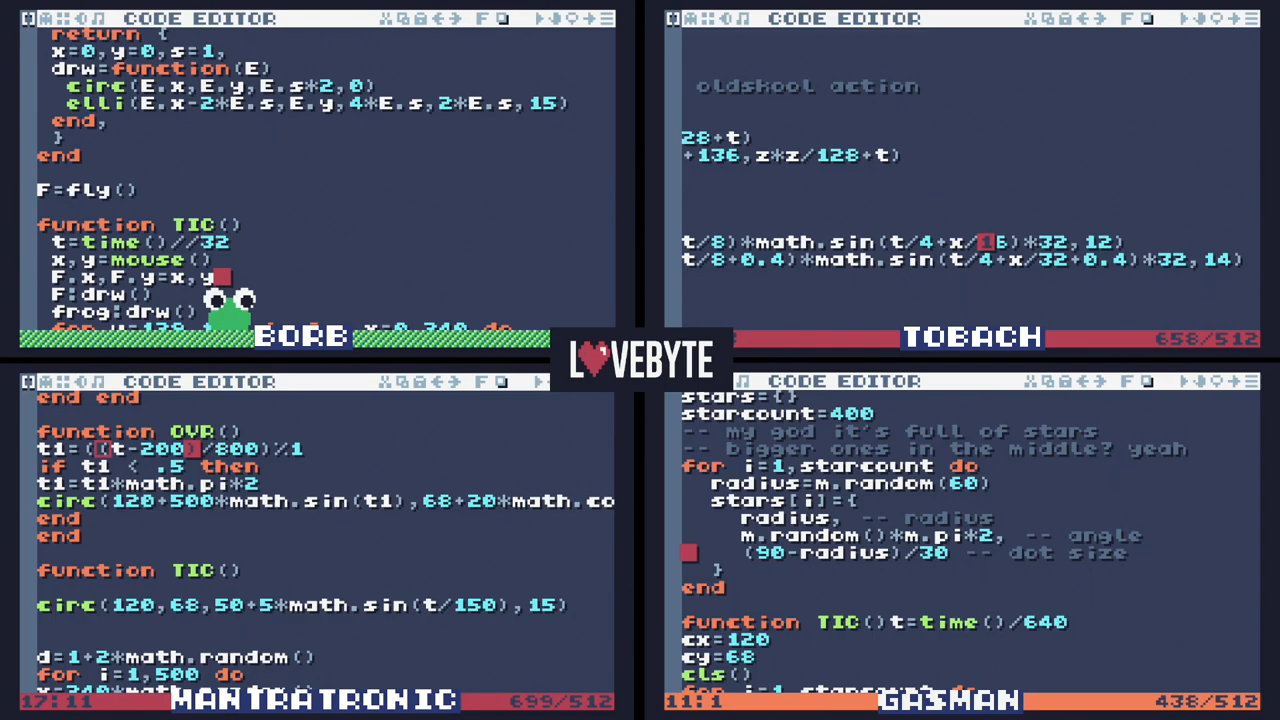 CODE EDITOR
return {
x=0,y=0,s=1,
drw=function(E)
circ(E.x,E.y,E.s*2,0)
elli(E.x-2*E.s,E.y,4*E.s,2*E.s,15)
end,
}
end
F=fly()
function TIC()
t=time()//32
x,y=mouse()
F.x,F.y=x,y
F:drw()
frog:drw()
BORB
CODE EDITOR
oldskool action
28+t)
+136,z*z/128+t)
t/8)*math.sin(t/4+x/16)*32,12)
t/8+0.4)*math.sin(t/4+x/32+0.4)*32,14)
TOBACH
658/512
LOVEBYTE
CODE EDITOR
end end
function OVR()
t1=((t-200)/800)%1
if t1 < .5 then
t1=t1*math.pi*2
circ(120+500*math.sin(t1),68+20*math.co
end
end
function TIC()
circ(120,68,50+5*math.sin(t/150),15)
d=1+2*math.random()
for i=1,500 do
17:11
MANTRATRONIC
699/512
CODE EDITOR
stars={}
starcount=400
-- my god it's full of stars
-- bigger ones in the middle? yeah
for i=1,starcount do
radius=m.random(60)
stars[i]={
radius, -- radius
m.random()*m.pi*2, -- angle
(90-radius)/30 -- dot size
}
end
function TIC()t=time()/640
cx=120
cy=68
cls()
for i=1,starcount do
11:1
GASMAN
438/512